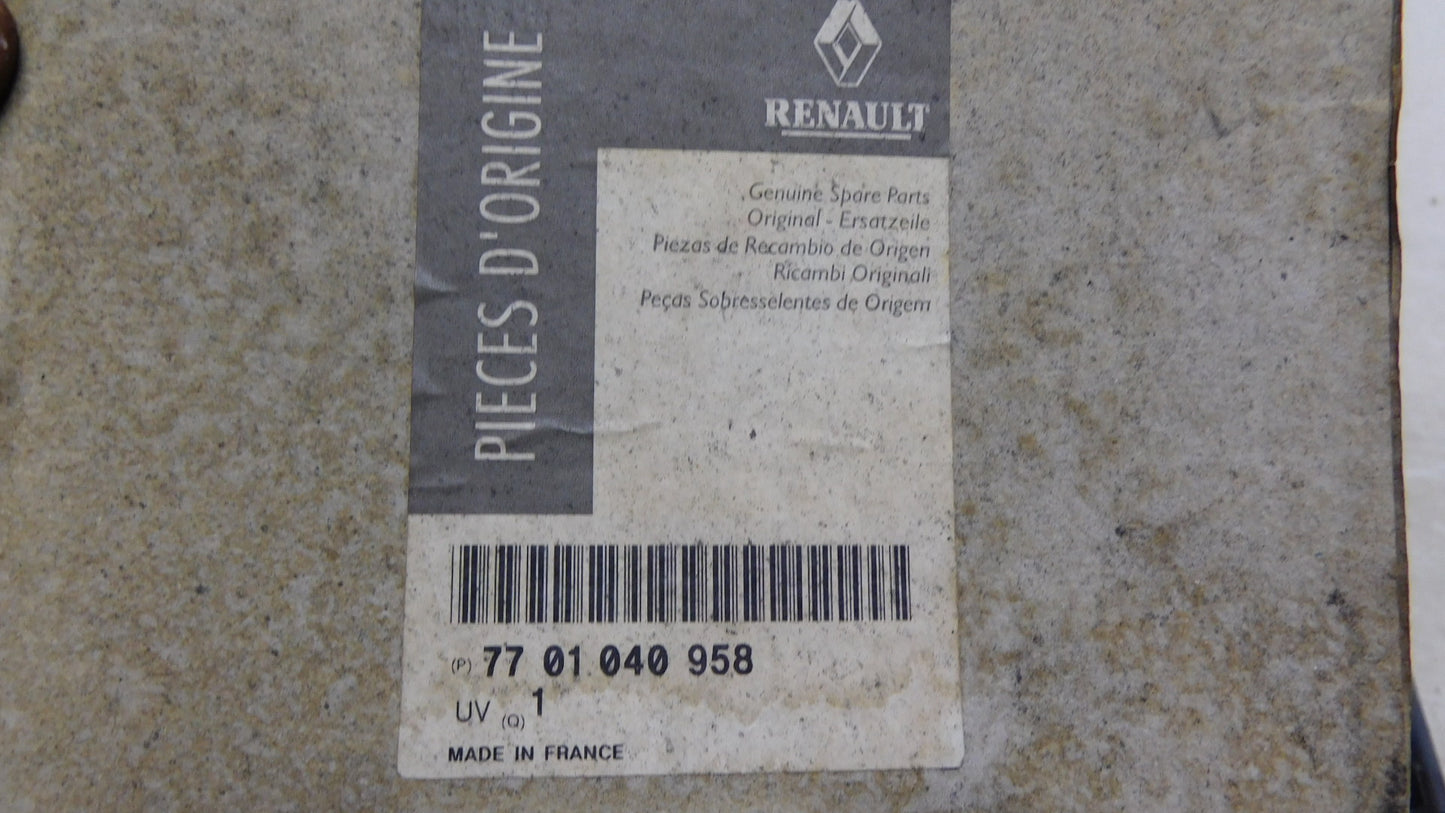 PIECES D'ORIGINE
RENAULT
Genuine Spare Parts
Original - Ersatzeile
Piezas de Recambio de Origen
Ricambi Originali
Peças Sobresselentes de Origem
(P) 77 01 040 958
UV (Q) 1
MADE IN FRANCE